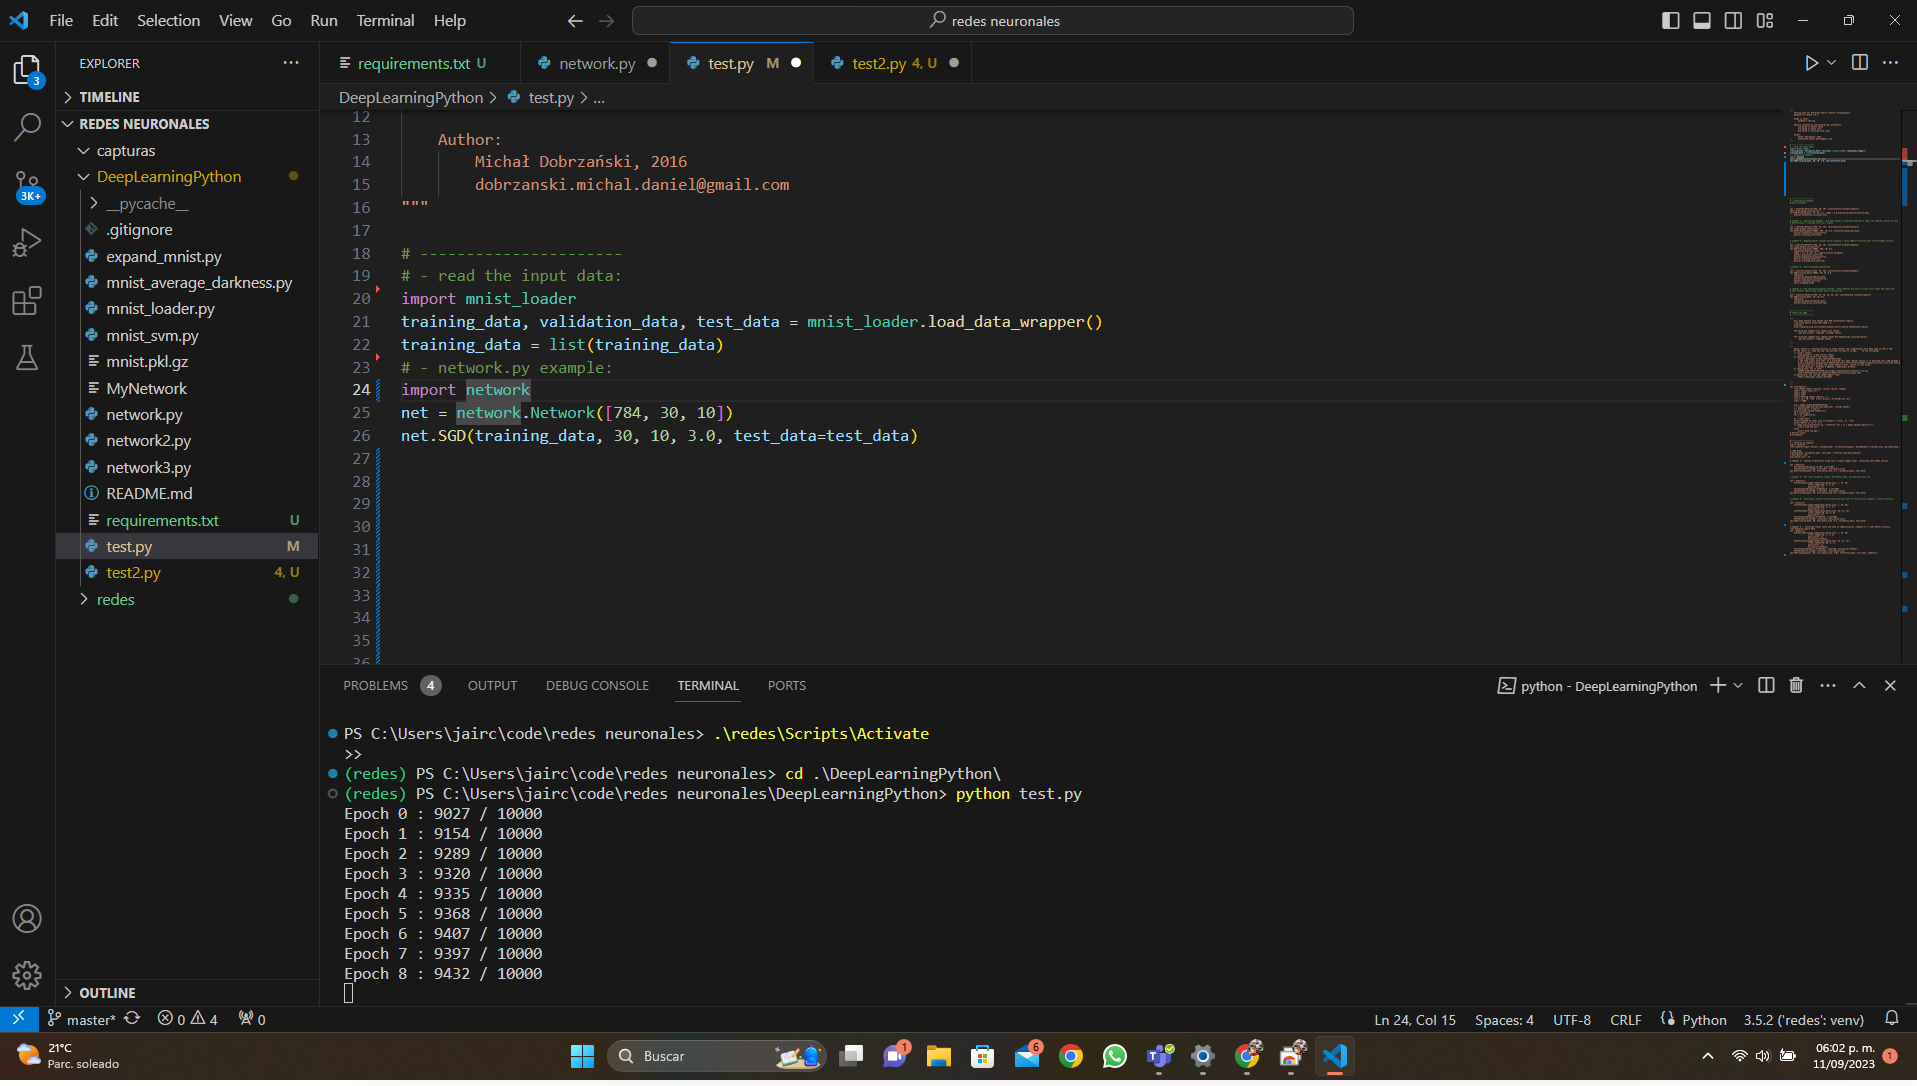 File Edit Selection View Go Run Terminal Help
redes neuronales
3
3K+
EXPLORER ...
TIMELINE
REDES NEURONALES
capturas
DeepLearningPython
__pycache__
.gitignore
expand_mnist.py
mnist_average_darkness.py
mnist_loader.py
mnist_svm.py
mnist.pkl.gz
MyNetwork
network.py
network2.py
network3.py
README.md
requirements.txt U
test.py M
test2.py 4, U
redes
OUTLINE
requirements.txt U network.py test.py M test2.py 4, U
DeepLearningPython > test.py > ...
12
13 Author:
14 Michał Dobrzański, 2016
15 dobrzanski.michal.daniel@gmail.com
16 """
17
18 # ----------------------
19 # - read the input data:
20 import mnist_loader
21 training_data, validation_data, test_data = mnist_loader.load_data_wrapper()
22 training_data = list(training_data)
23 # - network.py example:
24 import network
25 net = network.Network([784, 30, 10])
26 net.SGD(training_data, 30, 10, 3.0, test_data=test_data)
27
28
29
30
31
32
33
34
35
36
PROBLEMS 4 OUTPUT DEBUG CONSOLE TERMINAL PORTS
python - DeepLearningPython
PS C:\Users\jairc\code\redes neuronales> .\redes\Scripts\Activate
>>
(redes) PS C:\Users\jairc\code\redes neuronales> cd .\DeepLearningPython\
(redes) PS C:\Users\jairc\code\redes neuronales\DeepLearningPython> python test.py
Epoch 0 : 9027 / 10000
Epoch 1 : 9154 / 10000
Epoch 2 : 9289 / 10000
Epoch 3 : 9320 / 10000
Epoch 4 : 9335 / 10000
Epoch 5 : 9368 / 10000
Epoch 6 : 9407 / 10000
Epoch 7 : 9397 / 10000
Epoch 8 : 9432 / 10000
master* 0 4 0
Ln 24, Col 15 Spaces: 4 UTF-8 CRLF Python 3.5.2 ('redes': venv)
21°C
Parc. soleado
Buscar
1
6
06:02 p. m.
11/09/2023
1